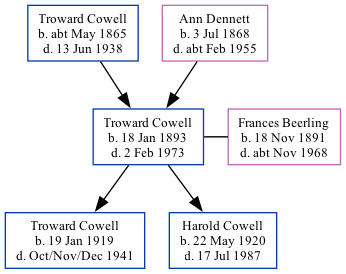 Troward Cowell
b. abt May 1865
d. 13 Jun 1938
Ann Dennett
b. 3 Jul 1868
d. abt Feb 1955
Troward Cowell
b. 18 Jan 1893
d. 2 Feb 1973
Frances Beerling
b. 18 Nov 1891
d. abt Nov 1968
Troward Cowell
b. 19 Jan 1919
d. Oct/Nov/Dec 1941
Harold Cowell
b. 22 May 1920
d. 17 Jul 1987